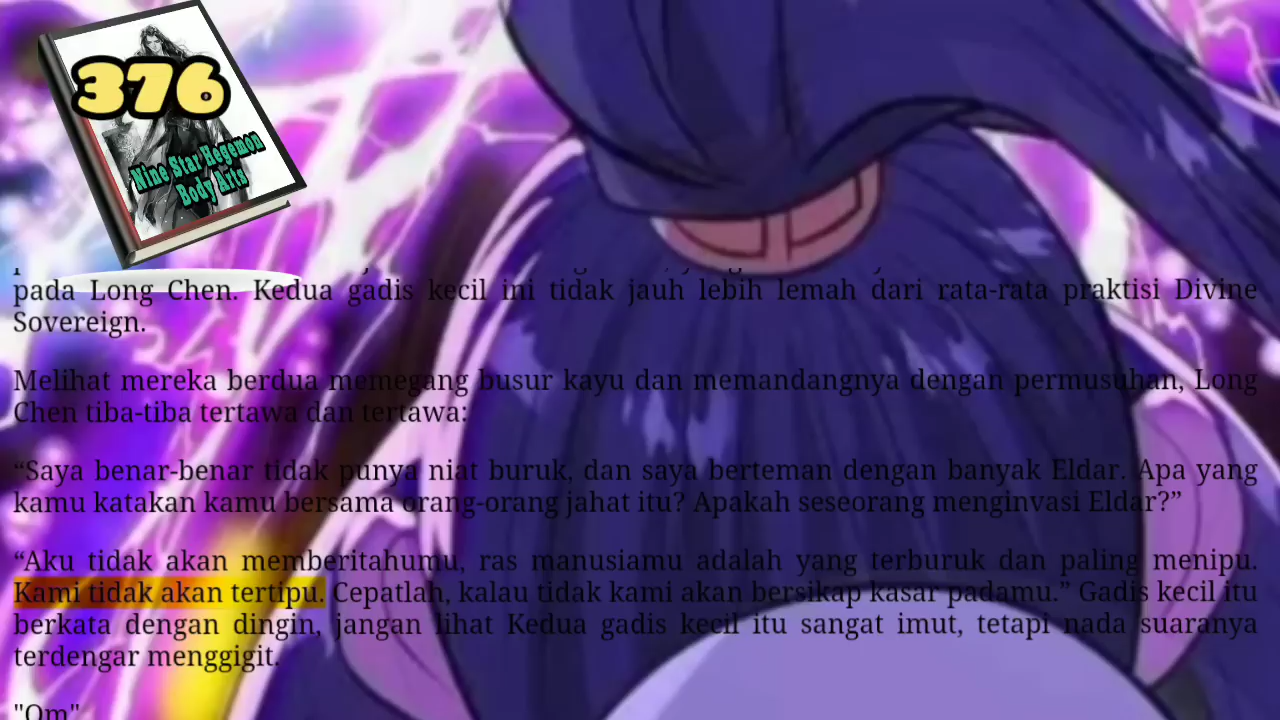 376
Nine Star Hegemon
Body Arts
pada Long Chen. Kedua gadis kecil ini tidak jauh lebih lemah dari rata-rata praktisi Divine
Sovereign.
Melihat mereka berdua memegang busur kayu dan memandangnya dengan permusuhan, Long
Chen tiba-tiba tertawa dan tertawa:
“Saya benar-benar tidak punya niat buruk, dan saya berteman dengan banyak Eldar. Apa yang
kamu katakan kamu bersama orang-orang jahat itu? Apakah seseorang menginvasi Eldar?”
“Aku tidak akan memberitahumu, ras manusiamu adalah yang terburuk dan paling menipu.
Kami tidak akan tertipu. Cepatlah, kalau tidak kami akan bersikap kasar padamu.” Gadis kecil itu
berkata dengan dingin, jangan lihat Kedua gadis kecil itu sangat imut, tetapi nada suaranya
terdengar menggigit.
"Om"